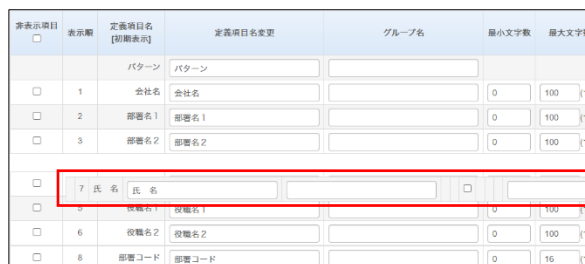 非表示項目 表示順 定義項目名 [初期表示] 定義項目名変更 グループ名 最小文字数 最大文字
パターン パターン
1 会社名 会社名 0 100
2 部署名1 部署名1 0 100
3 部署名2 部署名2 0 100
7 氏 名 氏 名
5 役職名1 役職名1 0 100
6 役職名2 役職名2 0 100
8 部署コード 部署コード 0 16